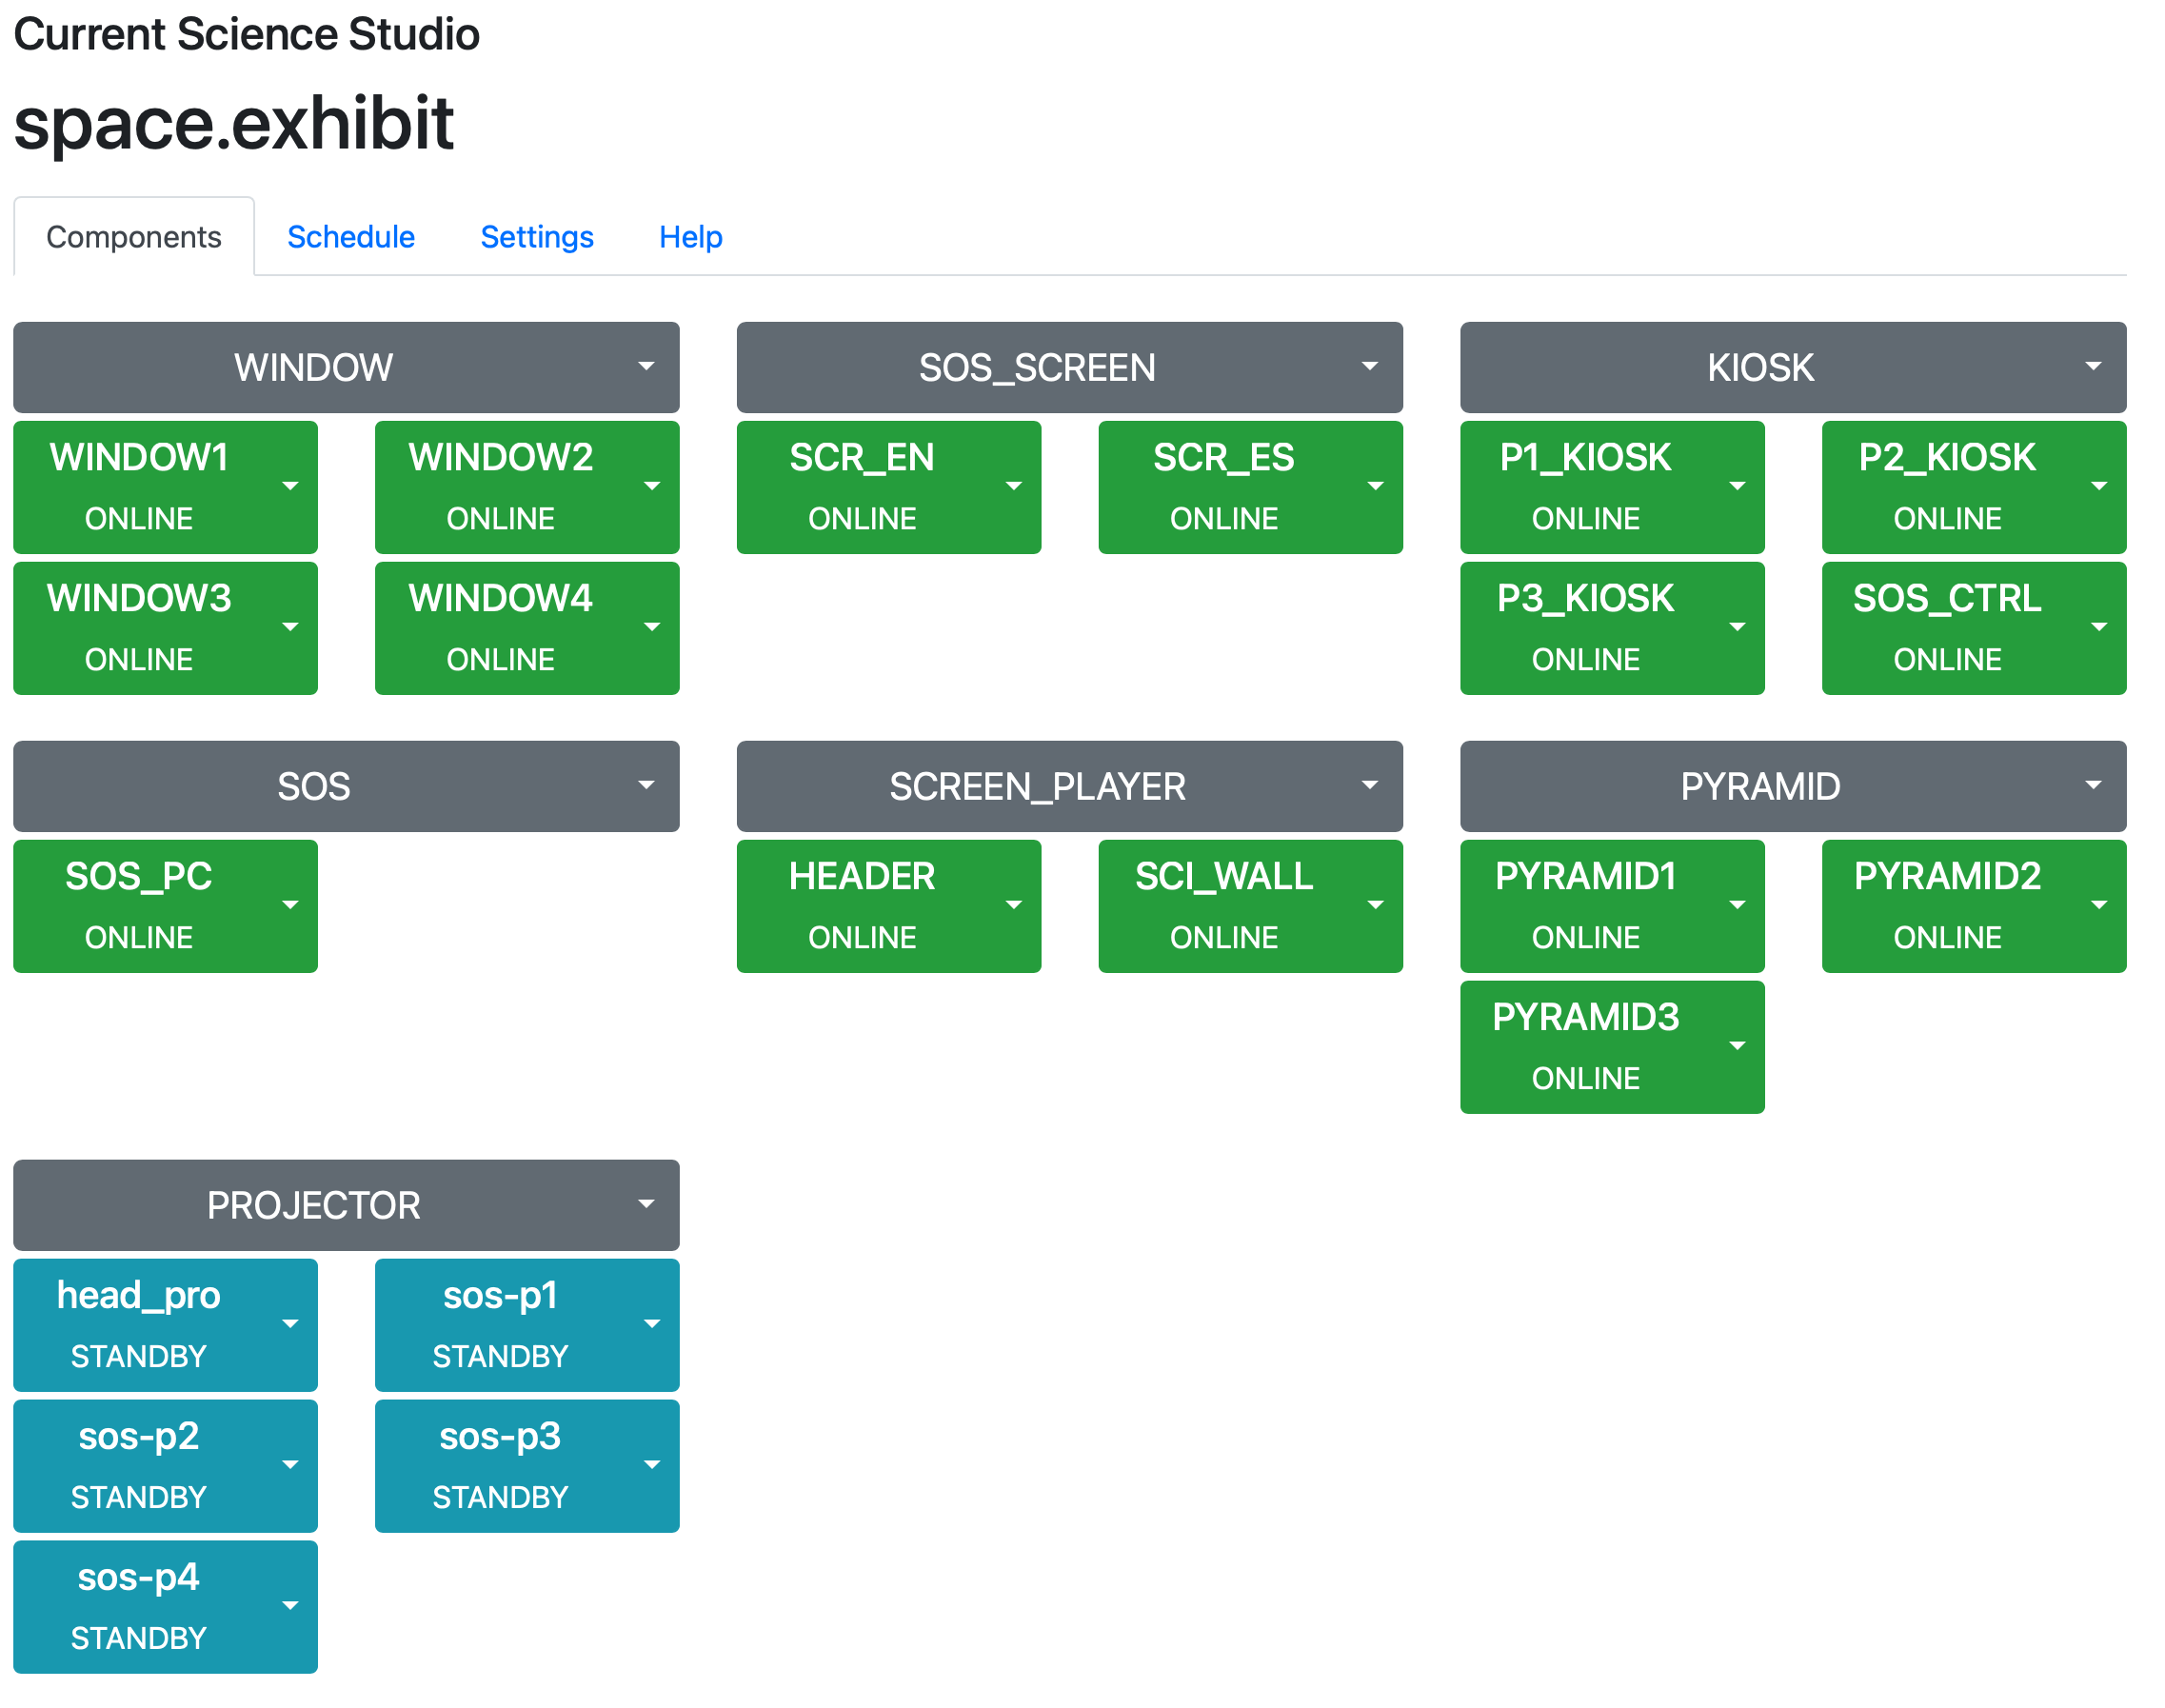 Current Science Studio
space.exhibit
Components Schedule Settings Help
WINDOW
WINDOW1 WINDOW2
ONLINE ONLINE
WINDOW3 WINDOW4
ONLINE ONLINE
SOS_SCREEN
SCR_EN SCR_ES
ONLINE ONLINE
KIOSK
P1_KIOSK P2_KIOSK
ONLINE ONLINE
P3_KIOSK SOS_CTRL
ONLINE ONLINE
SOS
SOS_PC
ONLINE
SCREEN_PLAYER
HEADER SCI_WALL
ONLINE ONLINE
PYRAMID
PYRAMID1 PYRAMID2
ONLINE ONLINE
PYRAMID3
ONLINE
PROJECTOR
head_pro sos-p1
STANDBY STANDBY
sos-p2 sos-p3
STANDBY STANDBY
sos-p4
STANDBY